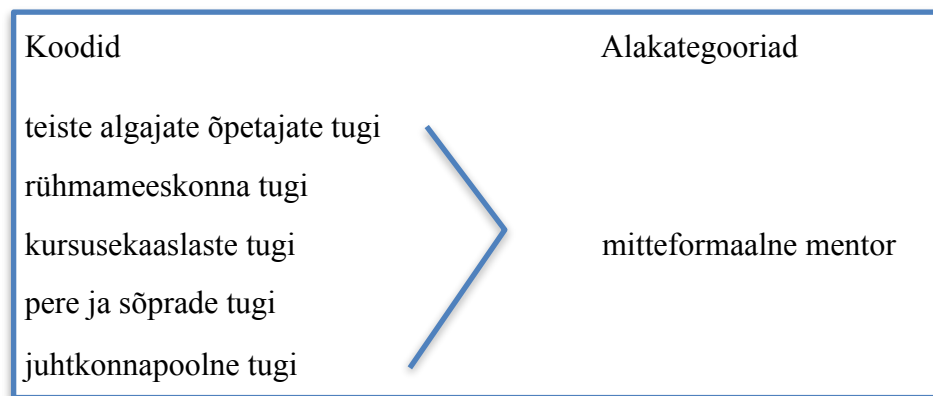 Koodid Alakategooriad
teiste algajate õpetajate tugi
rühmameeskonna tugi
kursusekaaslaste tugi mitteformaalne mentor
pere ja sõprade tugi
juhtkonnapoolne tugi